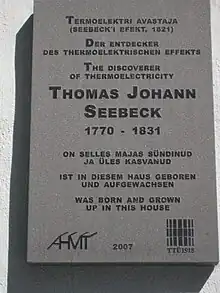 TERMOELEKTRI AVASTAJA
(SEEBECK'I EFEKT, 1821)
DER ENTDECKER
DES THERMOELEKTRISCHEN EFFEKTS
THE DISCOVERER
OF THERMOELECTRICITY
THOMAS JOHANN
SEEBECK
1770 - 1831
ON SELLES MAJAS SÜNDINUD
JA ÜLES KASVANUD
IST IN DIESEM HAUS GEBOREN
UND AUFGEWACHSEN
WAS BORN AND GROWN
UP IN THIS HOUSE
2007
TTÜ1918